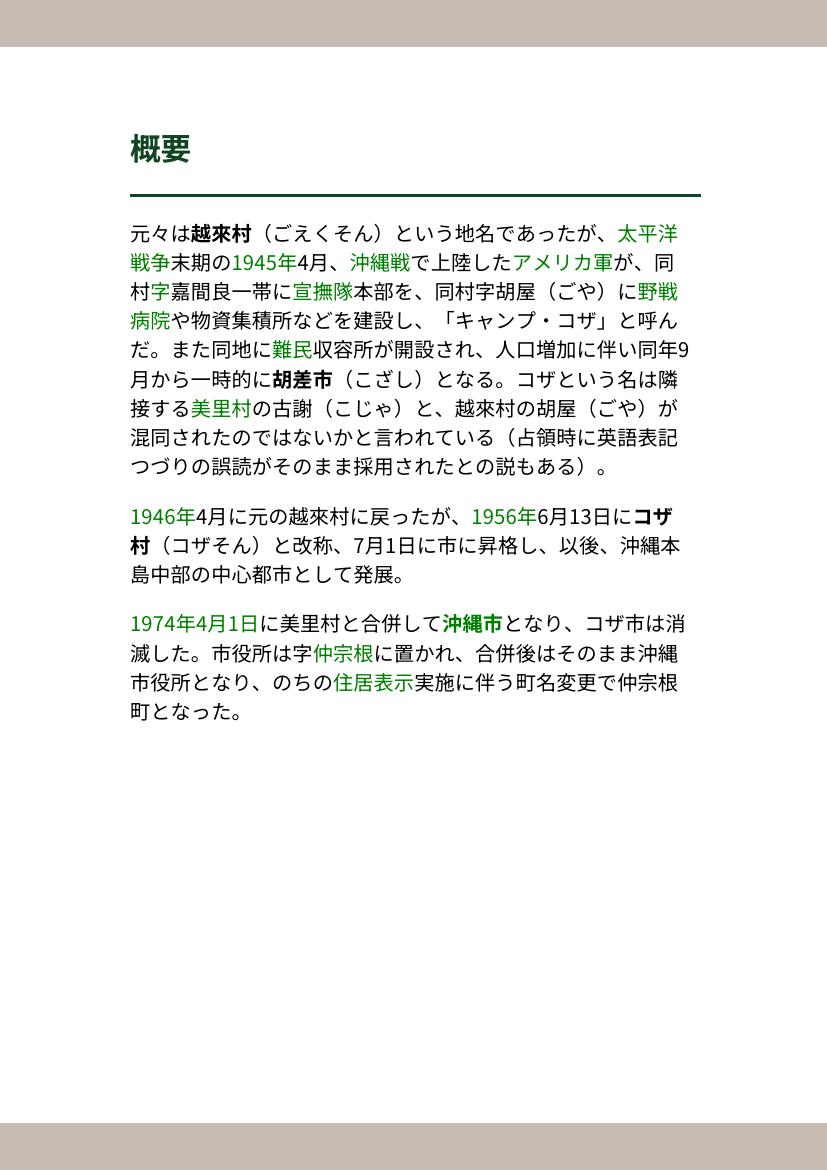 概要
元々は越來村（ごえくそん）という地名であったが、太平洋
戦争末期の1945年4月、沖縄戦で上陸したアメリカ軍が、同
村字嘉間良一帯に宣撫隊本部を、同村字胡屋（ごや）に野戦
病院や物資集積所などを建設し、「キャンプ・コザ」と呼ん
だ。また同地に難民収容所が開設され、人口増加に伴い同年9
月から一時的に胡差市（こざし）となる。コザという名は隣
接する美里村の古謝（こじゃ）と、越來村の胡屋（ごや）が
混同されたのではないかと言われている（占領時に英語表記
つづりの誤読がそのまま採用されたとの説もある）。
1946年4月に元の越來村に戻ったが、1956年6月13日にコザ
村（コザそん）と改称、7月1日に市に昇格し、以後、沖縄本
島中部の中心都市として発展。
1974年4月1日に美里村と合併して沖縄市となり、コザ市は消
滅した。市役所は字仲宗根に置かれ、合併後はそのまま沖縄
市役所となり、のちの住居表示実施に伴う町名変更で仲宗根
町となった。